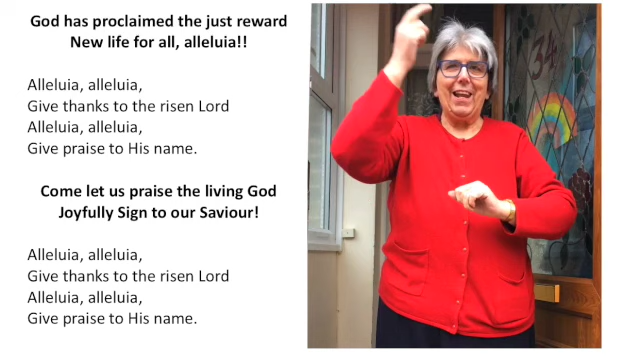 God has proclaimed the just reward
New life for all, alleluia!!
Alleluia, alleluia,
Give thanks to the risen Lord
Alleluia, alleluia,
Give praise to His name.
Come let us praise the living God
Joyfully Sign to our Saviour!
Alleluia, alleluia,
Give thanks to the risen Lord
Alleluia, alleluia,
Give praise to His name.
34